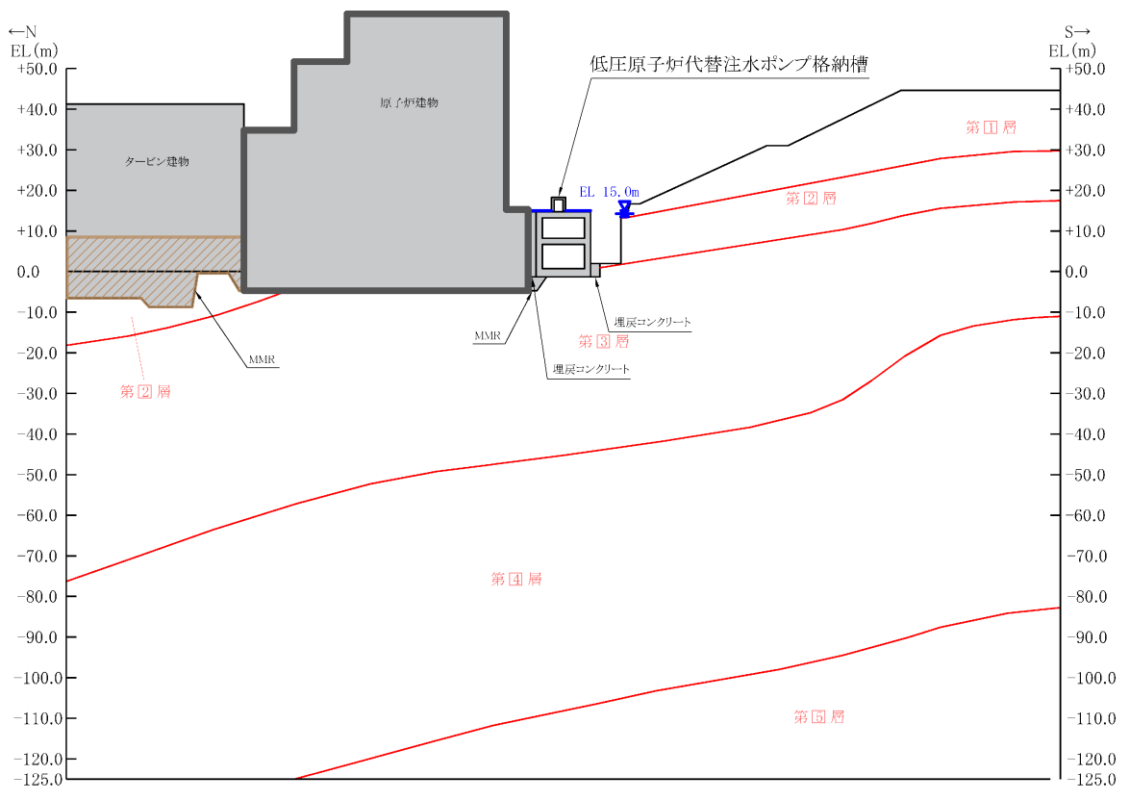 ←N
EL(m)
S→
EL(m)
+50.0
+40.0
+30.0
+20.0
+10.0
0.0
-10.0
-20.0
-30.0
-40.0
-50.0
-60.0
-70.0
-80.0
-90.0
-100.0
-110.0
-120.0
-125.0
低圧原子炉代替注水ポンプ格納槽
原子炉建物
タービン建物
EL 15.0m
第1層
第2層
埋戻コンクリート
MMR
第3層
MMR
埋戻コンクリート
第2層
第4層
第5層
+50.0
+40.0
+30.0
+20.0
+10.0
0.0
-10.0
-20.0
-30.0
-40.0
-50.0
-60.0
-70.0
-80.0
-90.0
-100.0
-110.0
-120.0
-125.0